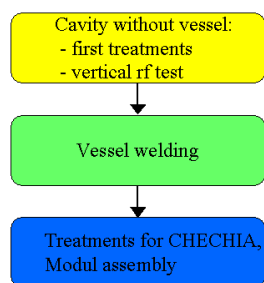 Cavity without vessel:
- first treatments
- vertical rf test
Vessel welding
Treatments for CHECHIA,
Modul assembly